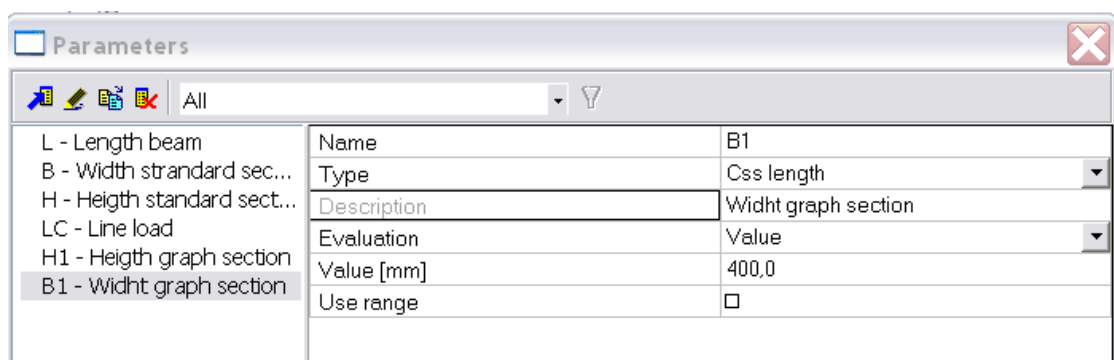 Parameters
All
L - Length beam
B - Width strandard sec...
H - Heigth standard sect...
LC - Line load
H1 - Heigth graph section
B1 - Widht graph section
Name B1
Type Css length
Description Widht graph section
Evaluation Value
Value [mm] 400,0
Use range